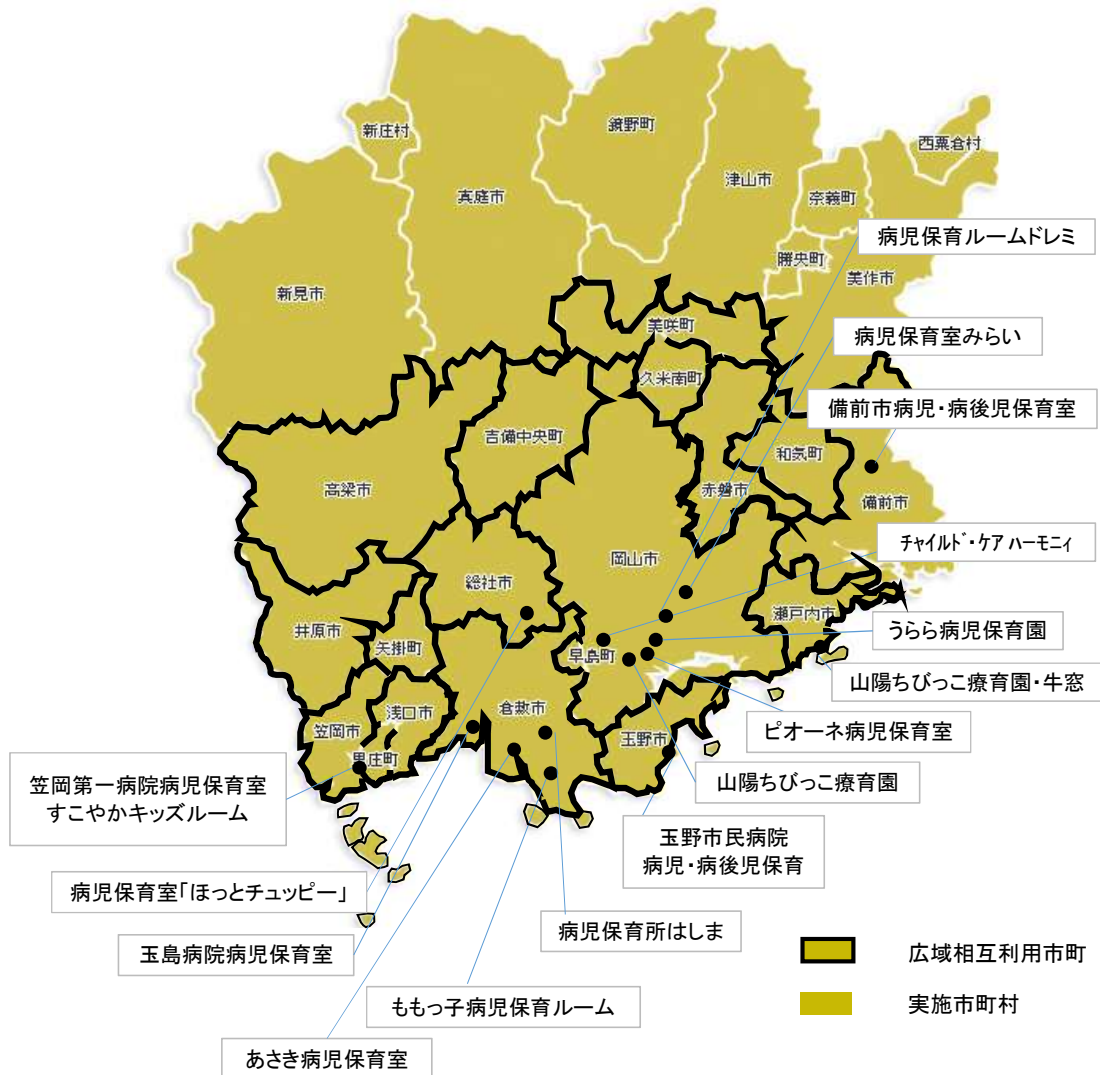 新庄村
鏡野町
西粟倉村
津山市
真庭市
奈義町
病児保育ルームドレミ
勝央町
美作市
新見市
美咲町
病児保育室みらい
久米南町
備前市病児・病後児保育室
吉備中央町
和気町
高梁市
赤磐市
備前市
チャイルド・ケア ハーモニィ
岡山市
総社市
瀬戸内市
うらら病児保育園
井原市
矢掛町
早島町
山陽ちびっこ療育園・牛窓
浅口市
倉敷市
ピオーネ病児保育室
笠岡市
玉野市
里庄町
山陽ちびっこ療育園
笠岡第一病院病児保育室
すこやかキッズルーム
玉野市民病院
病児・病後児保育
病児保育室「ほっとチュッピー」
病児保育所はしま
玉島病院病児保育室
広域相互利用市町
ももっ子病児保育ルーム
実施市町村
あさき病児保育室